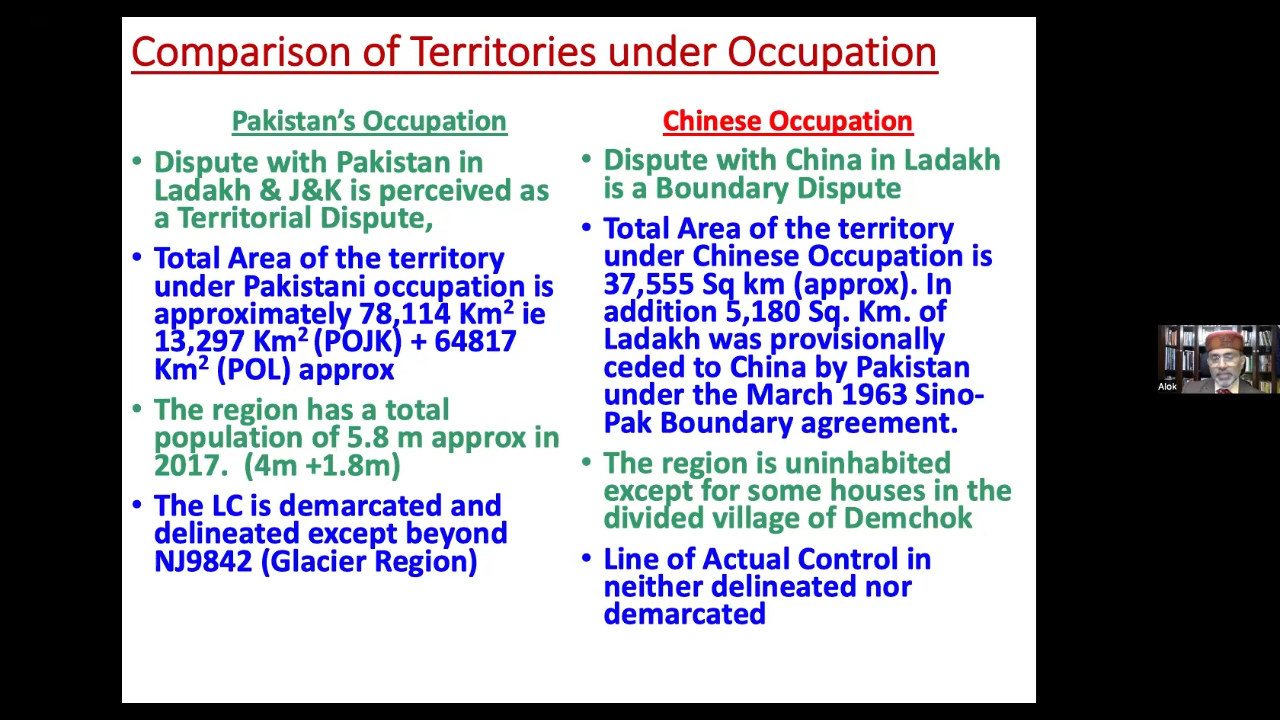 Comparison of Territories under Occupation
Pakistan's Occupation
• Dispute with Pakistan in
Ladakh & J&K is perceived as
a Territorial Dispute,
• Total Area of the territory
under Pakistani occupation is
approximately 78,114 Km² ie
13,297 Km² (POJK) + 64817
Km² (POL) approx
• The region has a total
population of 5.8 m approx in
2017. (4m +1.8m)
• The LC is demarcated and
delineated except beyond
NJ9842 (Glacier Region)
Chinese Occupation
• Dispute with China in Ladakh
is a Boundary Dispute
• Total Area of the territory
under Chinese Occupation is
37,555 Sq km (approx). In
addition 5,180 Sq. Km. of
Ladakh was provisionally
ceded to China by Pakistan
under the March 1963 Sino-
Pak Boundary agreement.
• The region is uninhabited
except for some houses in the
divided village of Demchok
• Line of Actual Control in
neither delineated nor
demarcated
Alok